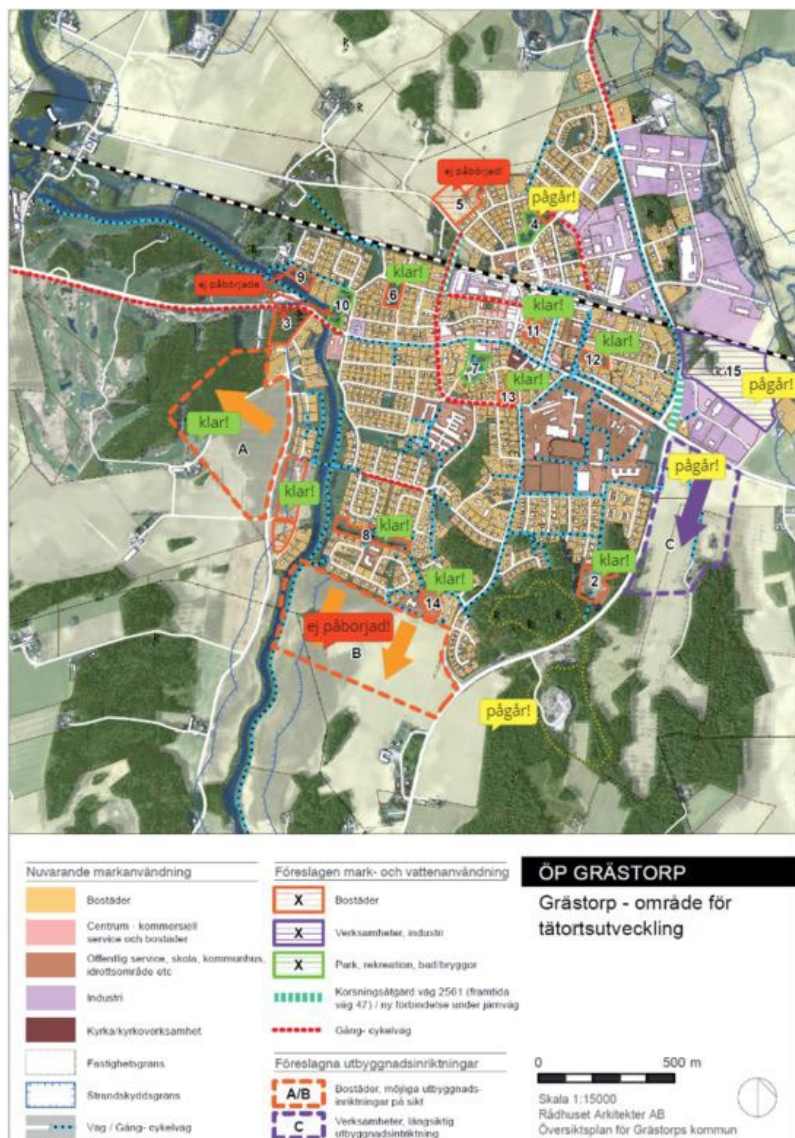 ej påbörjad!
5
pågår!
4
9
klar!
ej påbörjade
10
6
klar!
3
11
klar!
12
7
klar!
15
13
pågår!
klar!
A
pågår!
klar!
C
klar!
8
klar!
2
klar!
14
ej påbörjad!
B
pågår!
Nuvarande markanvändning
Bostäder
Centrum - kommersiell
service och bostäder
Offentlig service, skola, kommunhus,
idrottsområde etc
Industri
Kyrka/kyrkoverksamhet
Fastighetsgräns
Strandskyddsgräns
Väg / Gång- cykelväg
Föreslagen mark- och vattenanvändning
X Bostäder
X Verksamheter, industri
X Park, rekreation, bad/bryggor
Korsningsåtgärd väg 2561 (framtida
väg 47) / ny förbindelse under järnväg
Gång- cykelväg
Föreslagna utbyggnadsinriktningar
A/B Bostäder, möjliga utbyggnads-
inriktningar på sikt
C Verksamheter, långsiktig
utbyggnadsinriktning
ÖP GRÄSTORP
Grästorp - område för
tätortsutveckling
0 500 m
Skala 1:15000
Rådhuset Arkitekter AB
Översiktsplan för Grästorps kommun